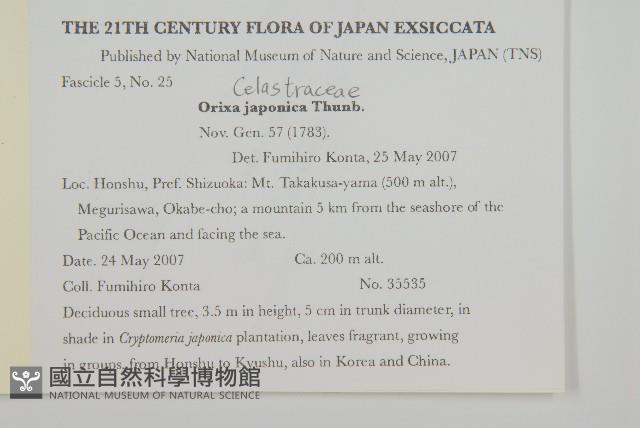 THE 21TH CENTURY FLORA OF JAPAN EXSICCATA
Published by National Museum of Nature and Science, JAPAN (TNS)
Fascicle 5, No. 25
Celastraceae
Orixa japonica Thunb.
Nov. Gen. 57 (1783).
Det. Fumihiro Konta, 25 May 2007
Loc. Honshu, Pref. Shizuoka: Mt. Takakusa-yama (500 m alt.),
Megurisawa, Okabe-cho; a mountain 5 km from the seashore of the
Pacific Ocean and facing the sea.
Date. 24 May 2007 Ca. 200 m alt.
Coll. Fumihiro Konta No. 35535
Deciduous small tree, 3.5 m in height, 5 cm in trunk diameter, in
shade in Cryptomeria japonica plantation, leaves fragrant, growing
in groups, from Honshu to Kyushu, also in Korea and China.
國立自然科學博物館
NATIONAL MUSEUM OF NATURAL SCIENCE